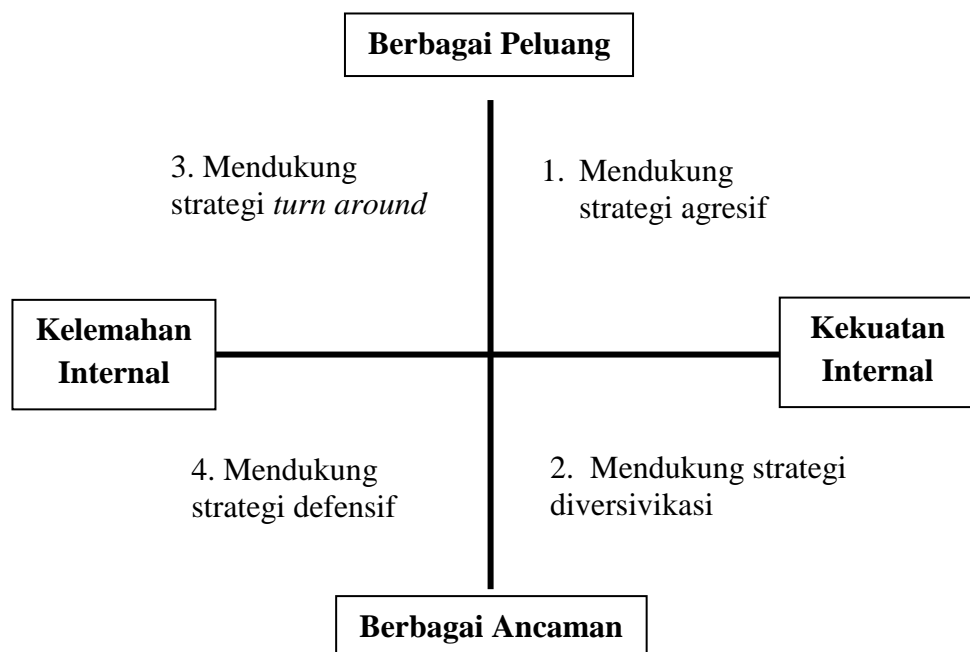 Berbagai Peluang
3. Mendukung
strategi turn around
1. Mendukung
strategi agresif
Kelemahan
Internal
Kekuatan
Internal
4. Mendukung
strategi defensif
2. Mendukung strategi
diversivikasi
Berbagai Ancaman